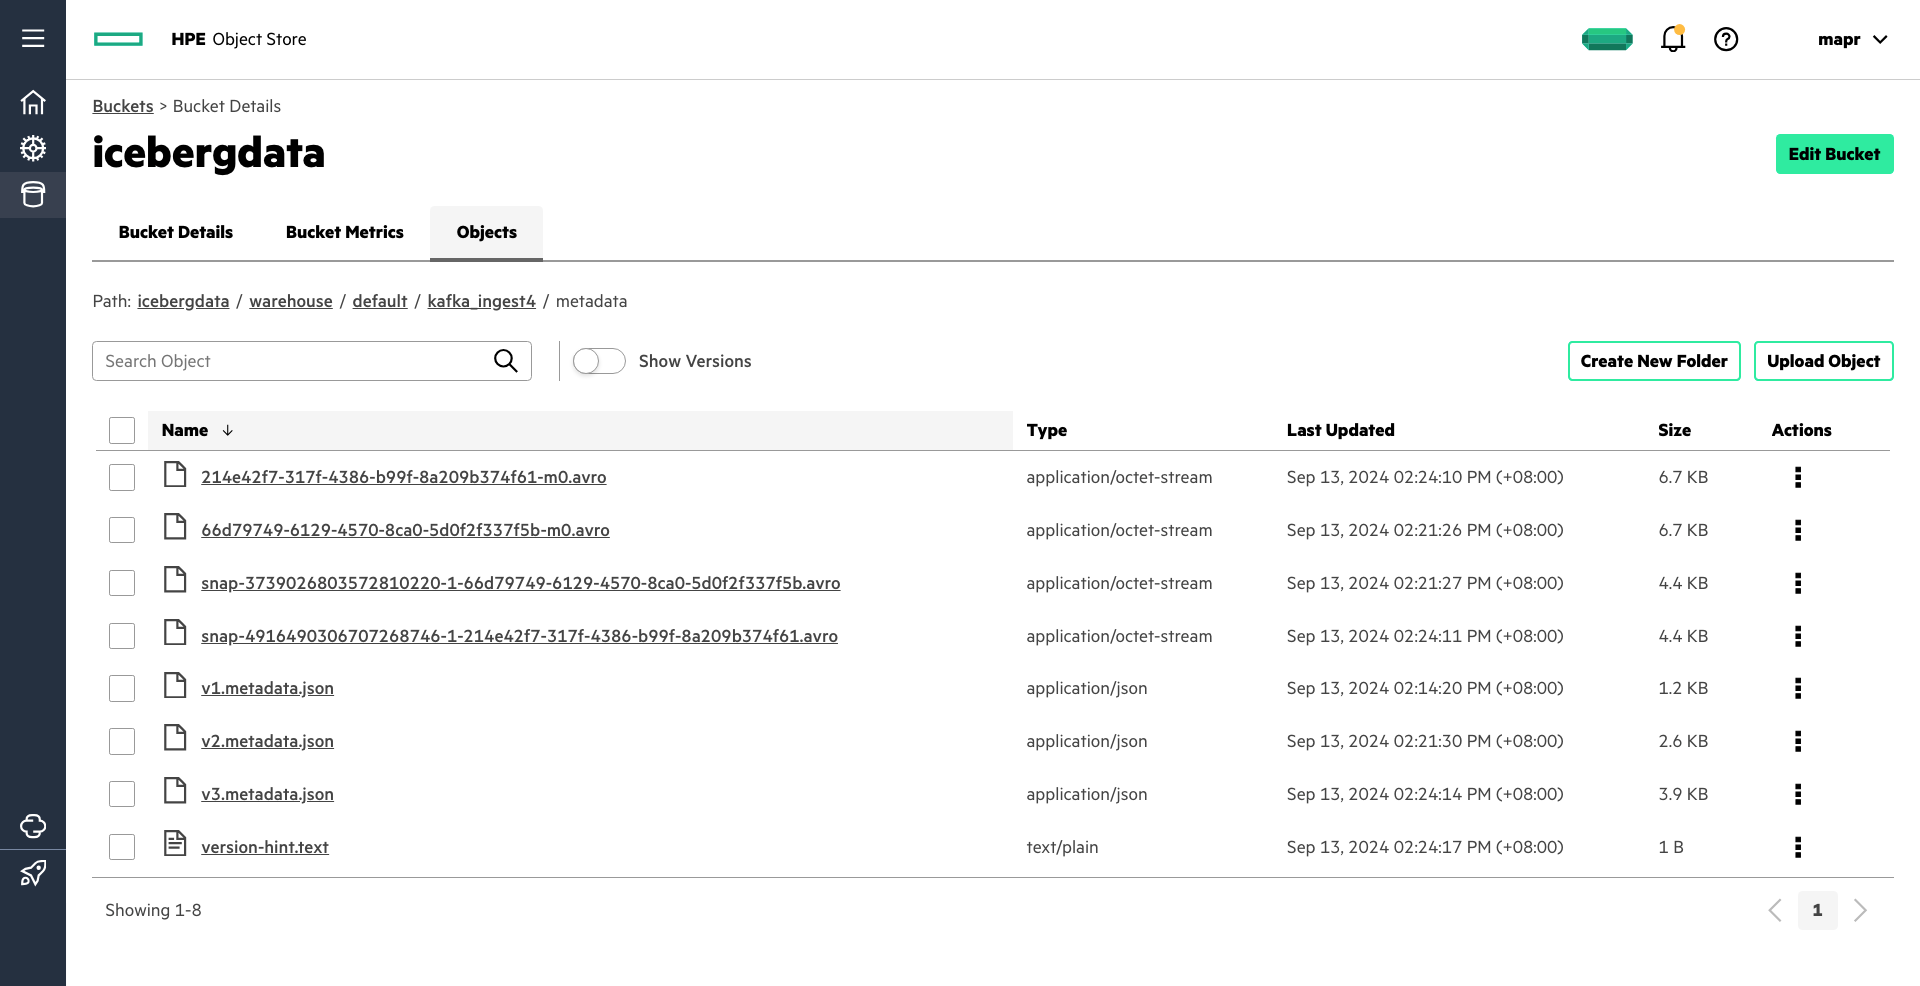 HPE Object Store
mapr
Buckets > Bucket Details
icebergdata
Edit Bucket
Bucket Details Bucket Metrics Objects
Path: icebergdata / warehouse / default / kafka_ingest4 / metadata
Search Object Show Versions Create New Folder Upload Object
Name ↓ Type Last Updated Size Actions
214e42f7-317f-4386-b99f-8a209b374f61-m0.avro application/octet-stream Sep 13, 2024 02:24:10 PM (+08:00) 6.7 KB
66d79749-6129-4570-8ca0-5d0f2f337f5b-m0.avro application/octet-stream Sep 13, 2024 02:21:26 PM (+08:00) 6.7 KB
snap-3739026803572810220-1-66d79749-6129-4570-8ca0-5d0f2f337f5b.avro application/octet-stream Sep 13, 2024 02:21:27 PM (+08:00) 4.4 KB
snap-4916490306707268746-1-214e42f7-317f-4386-b99f-8a209b374f61.avro application/octet-stream Sep 13, 2024 02:24:11 PM (+08:00) 4.4 KB
v1.metadata.json application/json Sep 13, 2024 02:14:20 PM (+08:00) 1.2 KB
v2.metadata.json application/json Sep 13, 2024 02:21:30 PM (+08:00) 2.6 KB
v3.metadata.json application/json Sep 13, 2024 02:24:14 PM (+08:00) 3.9 KB
version-hint.text text/plain Sep 13, 2024 02:24:17 PM (+08:00) 1 B
Showing 1-8 1